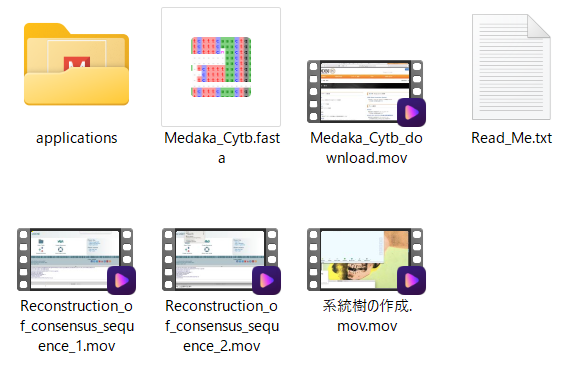 applications
Medaka_Cytb.fast
a
Medaka_Cytb_do
wnload.mov
Read_Me.txt
Reconstruction_o
f_consensus_sequ
ence_1.mov
Reconstruction_o
f_consensus_sequ
ence_2.mov
系統樹の作成.
mov.mov